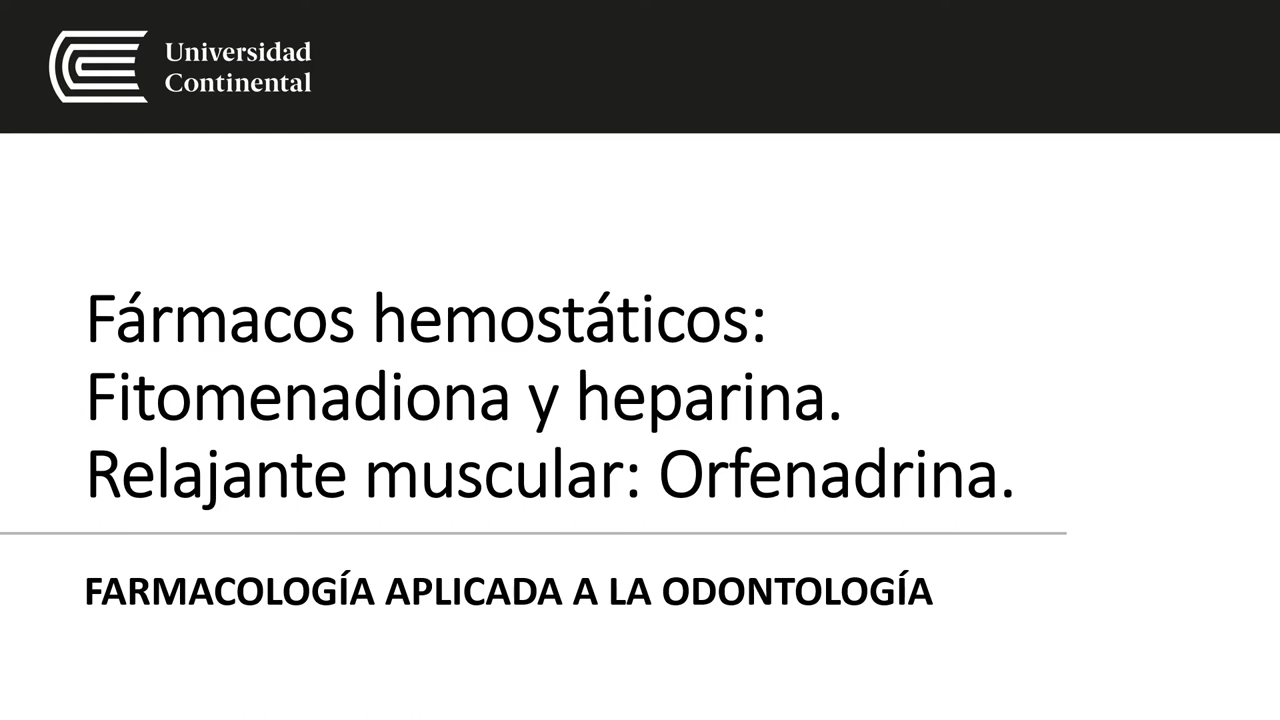 Universidad
Continental
Fármacos hemostáticos:
Fitomenadiona y heparina.
Relajante muscular: Orfenadrina.
FARMACOLOGÍA APLICADA A LA ODONTOLOGÍA